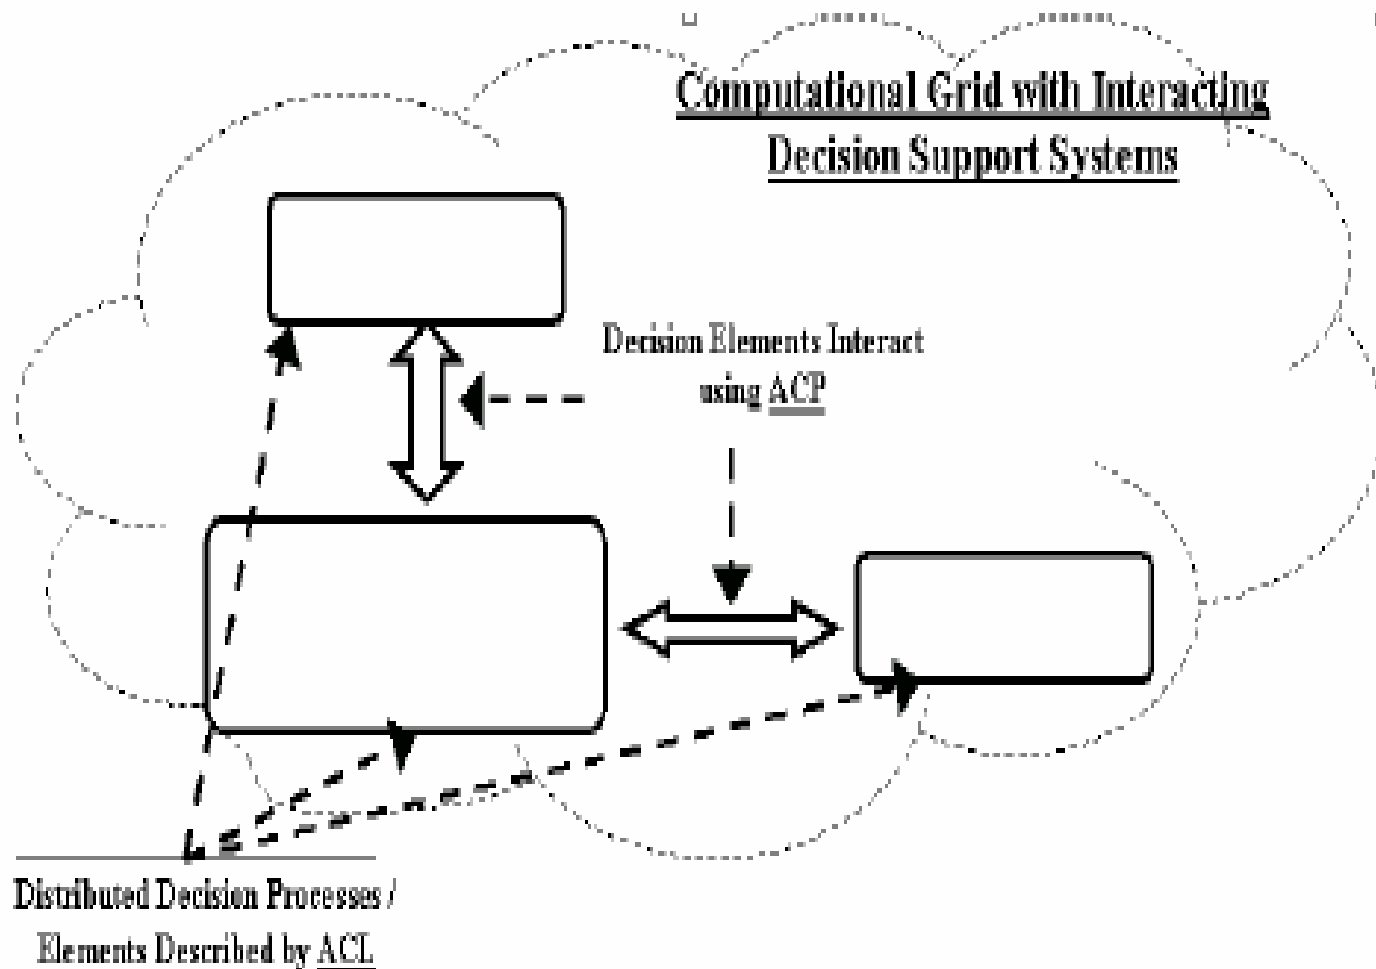 Computational Grid with Interacting
Decision Support Systems
Decision Elements Interact
using ACP
Distributed Decision Processes /
Elements Described by ACL